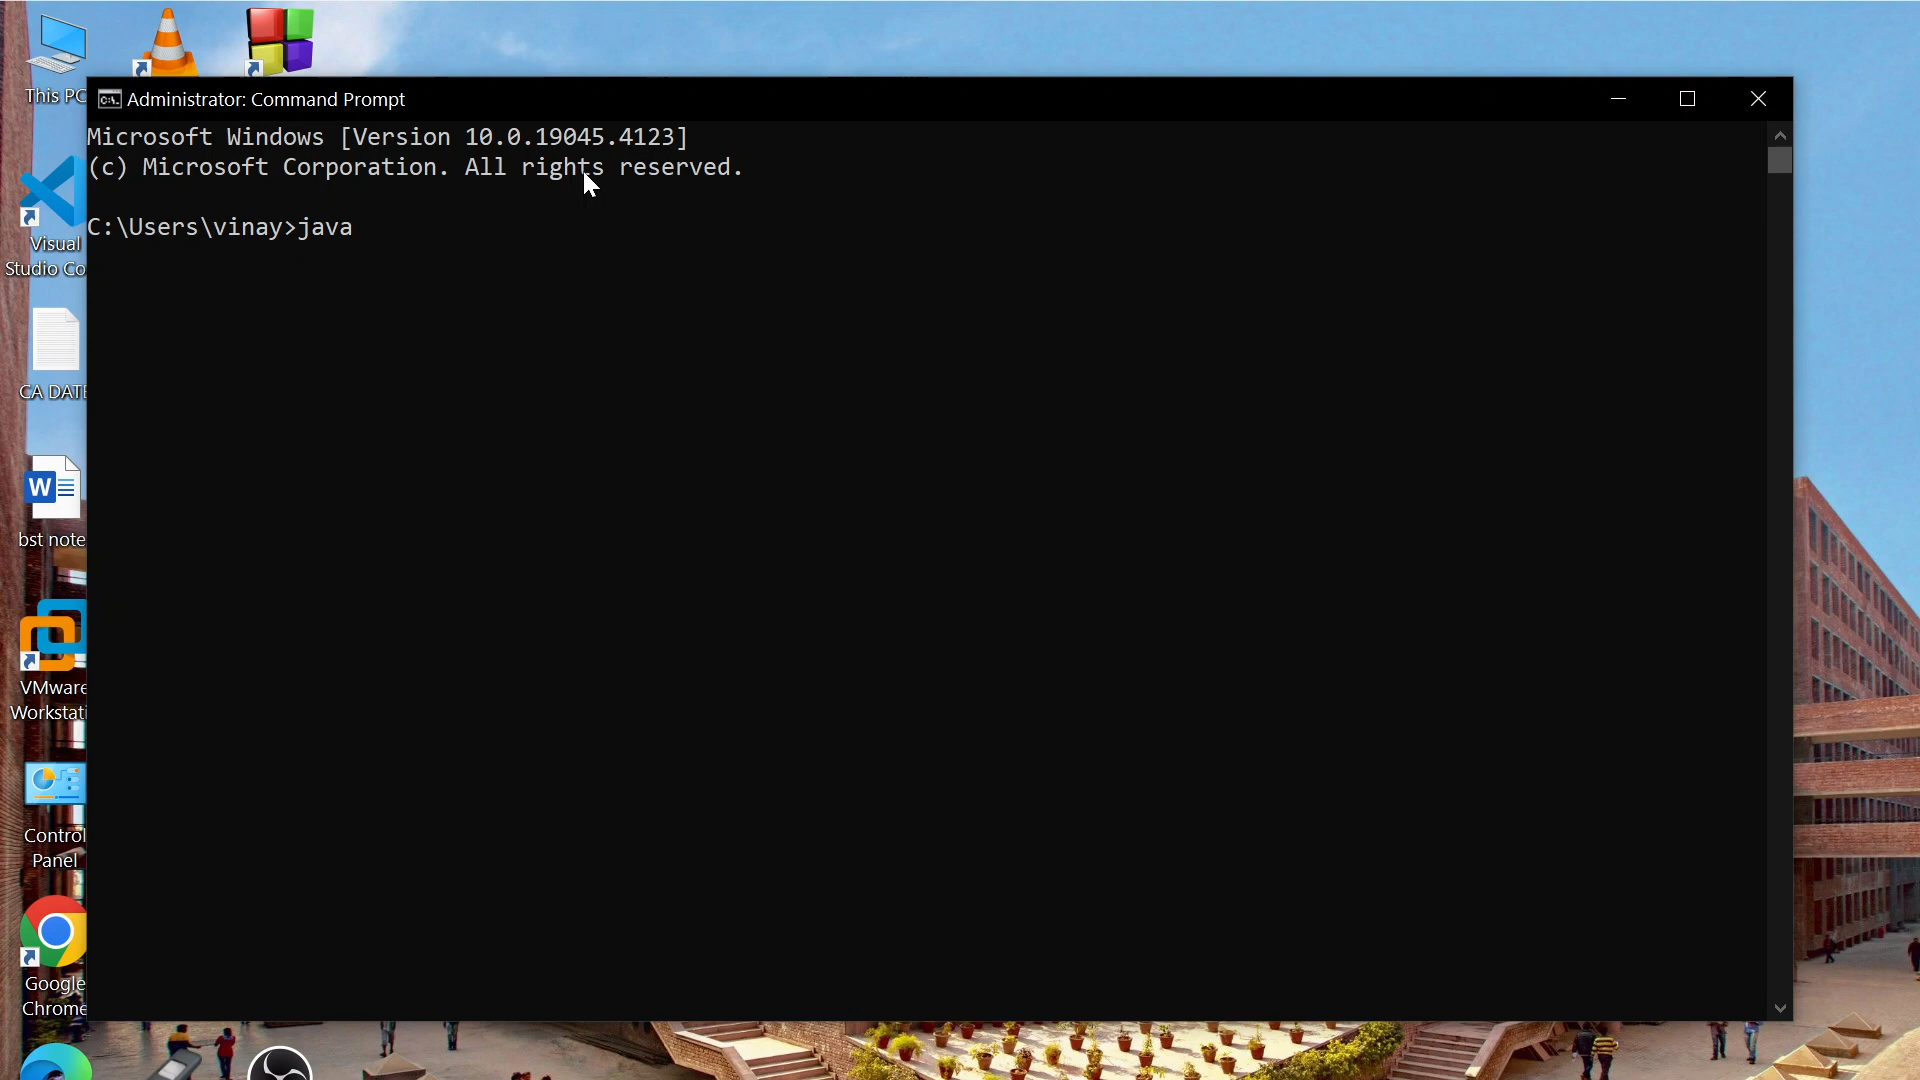 This PC
Administrator: Command Prompt
Microsoft Windows [Version 10.0.19045.4123]
(c) Microsoft Corporation. All rights reserved.
C:\Users\vinay>java
Visual
Studio Co
CA DATE
W
bst note
VMware
Workstati
Control
Panel
Google
Chrome